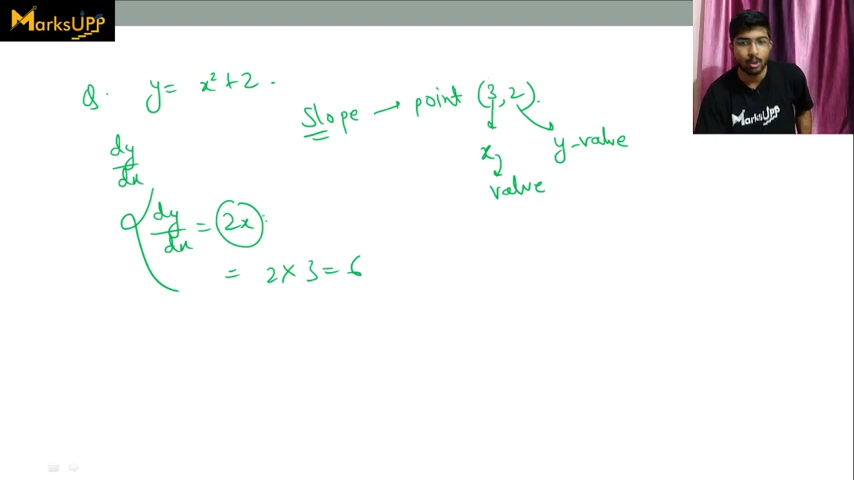 MarksUPP
Q. y = x² + 2 .
Slope → point (3, 2).
x
value
y-value
dy
dx
dy
dx
= 2x
= 2 × 3 = 6
MarksUPP